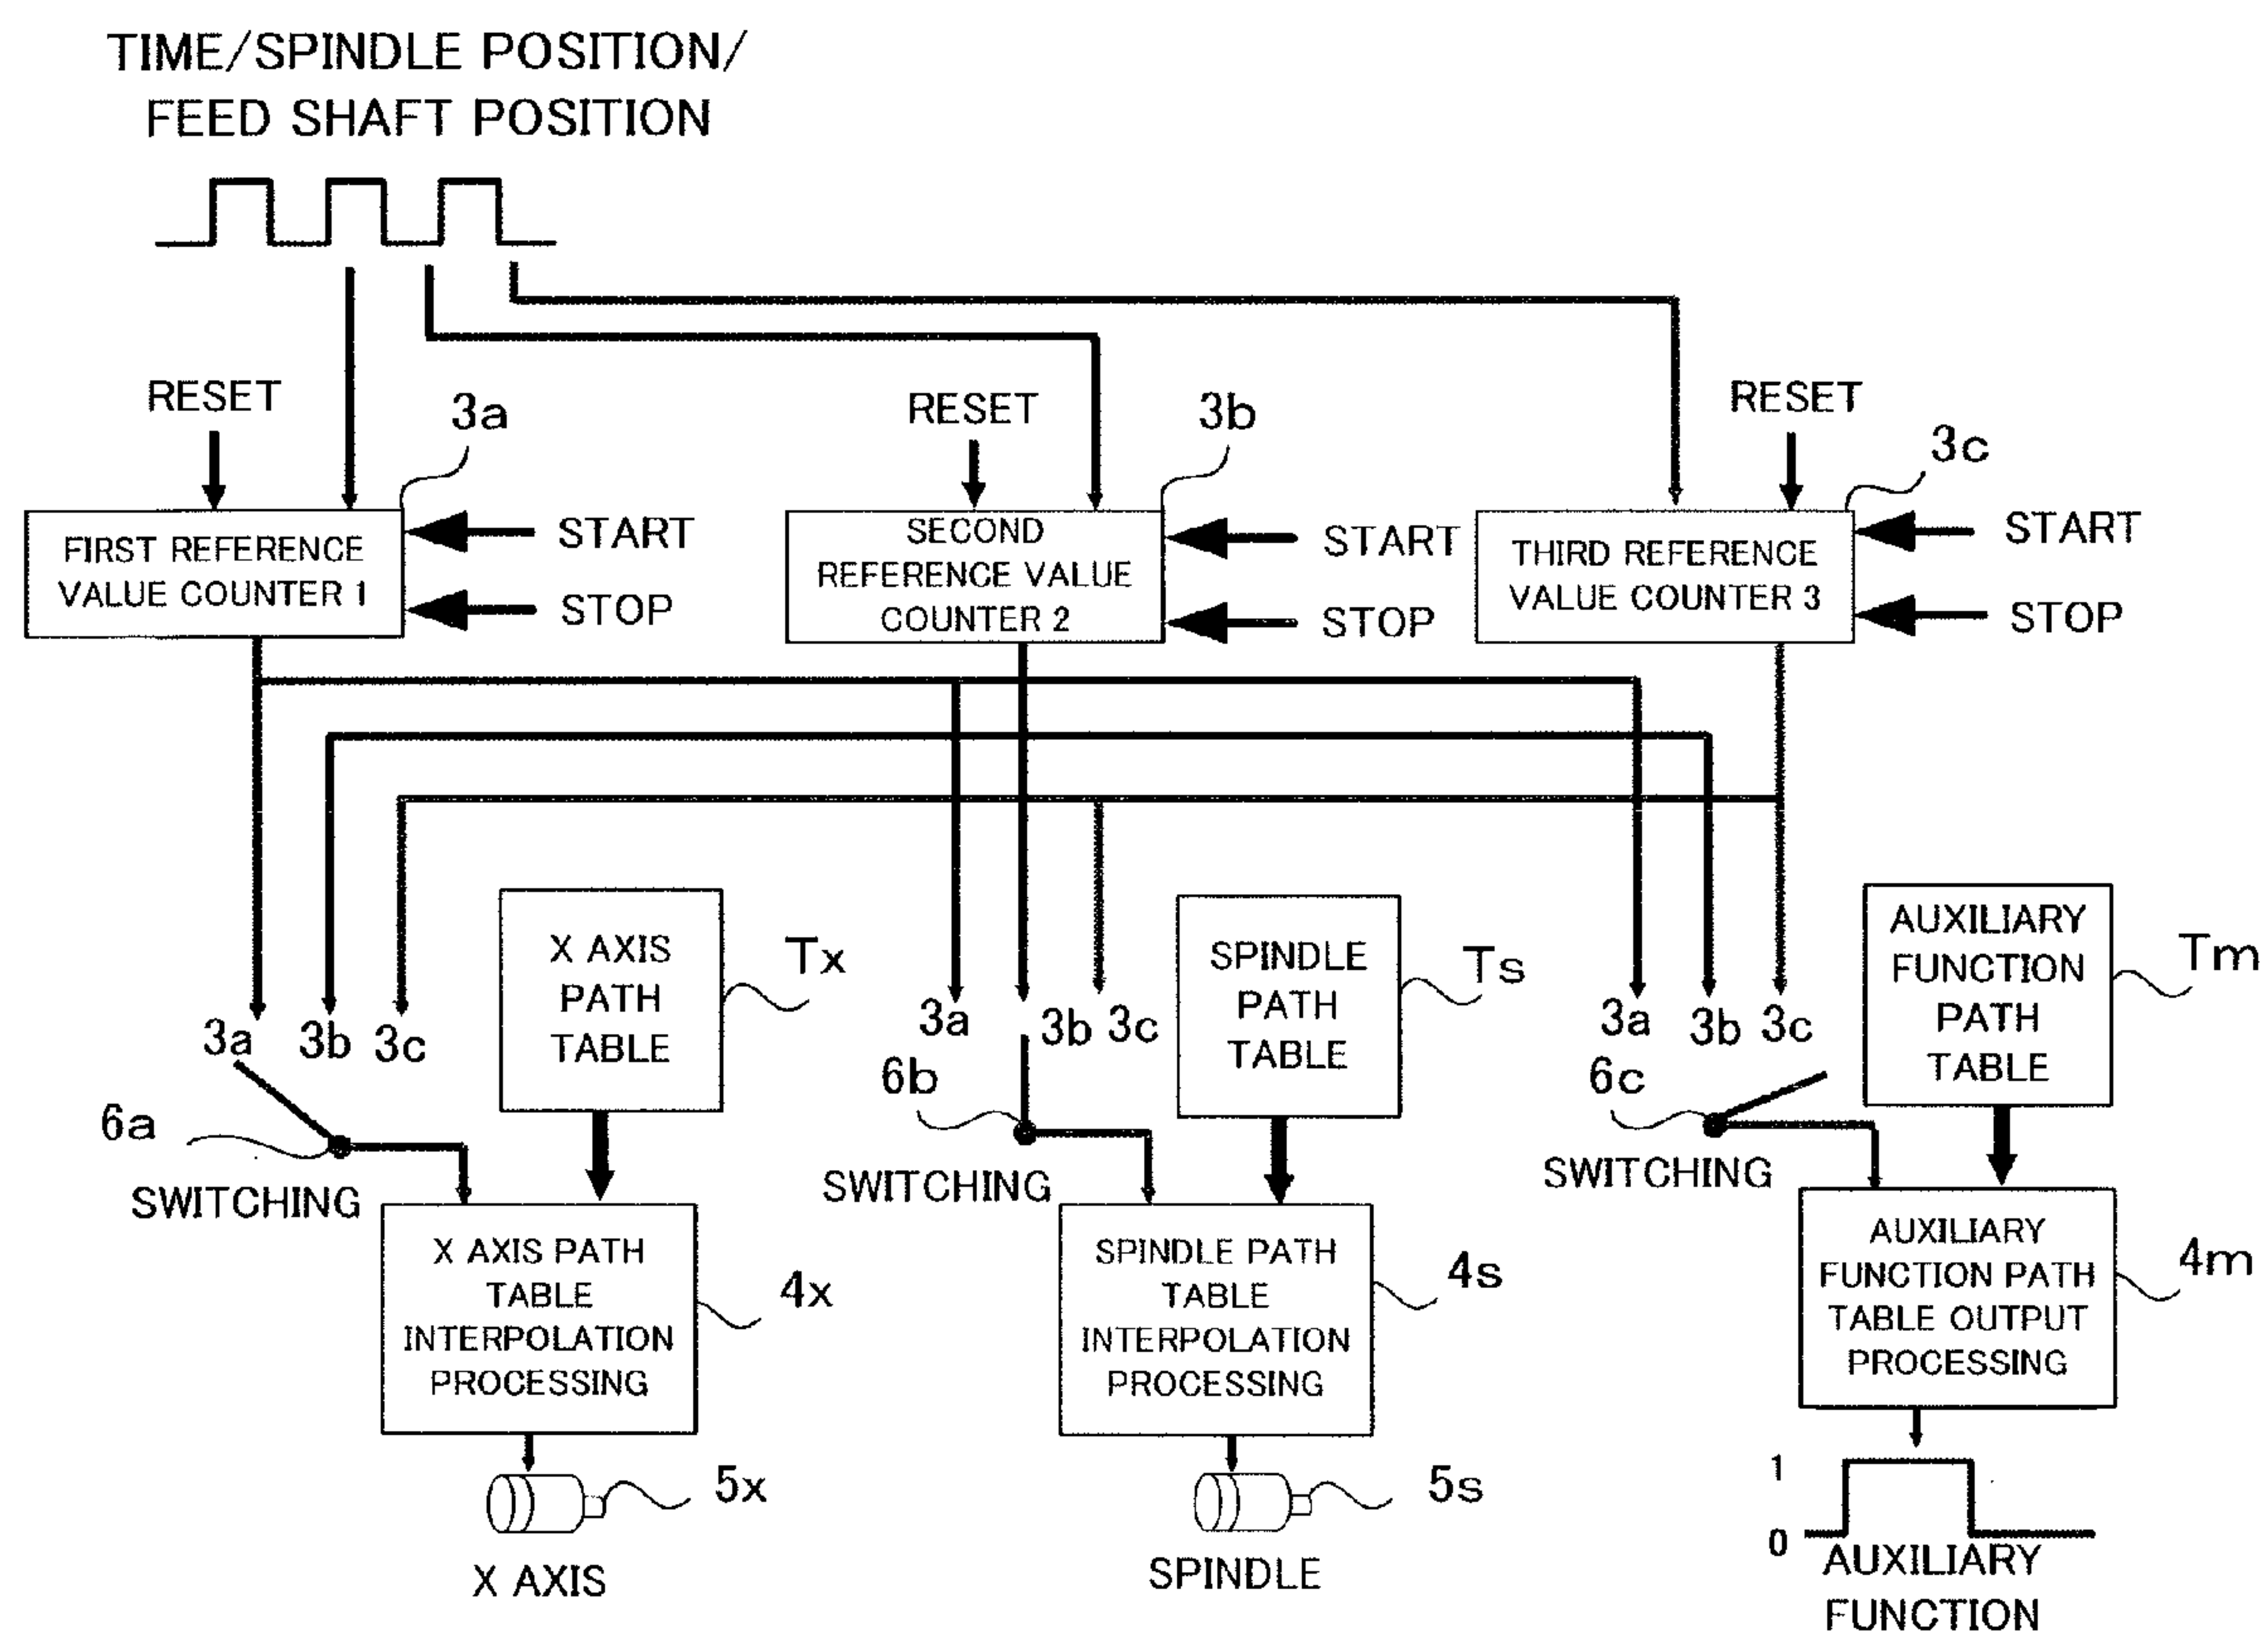 TIME/SPINDLE POSITION/
FEED SHAFT POSITION
RESET
3a
RESET
3b
RESET
3c
FIRST REFERENCE
VALUE COUNTER 1
START
STOP
SECOND
REFERENCE VALUE
COUNTER 2
START
STOP
THIRD REFERENCE
VALUE COUNTER 3
START
STOP
3a
3b
3c
X AXIS
PATH
TABLE
Tx
3a
3b
3c
SPINDLE
PATH
TABLE
Ts
3a
3b
3c
AUXILIARY
FUNCTION
PATH
TABLE
Tm
6a
SWITCHING
6b
SWITCHING
6c
SWITCHING
X AXIS PATH
TABLE
INTERPOLATION
PROCESSING
4x
SPINDLE PATH
TABLE
INTERPOLATION
PROCESSING
4s
AUXILIARY
FUNCTION PATH
TABLE OUTPUT
PROCESSING
4m
5x
X AXIS
5s
SPINDLE
1
0
AUXILIARY
FUNCTION